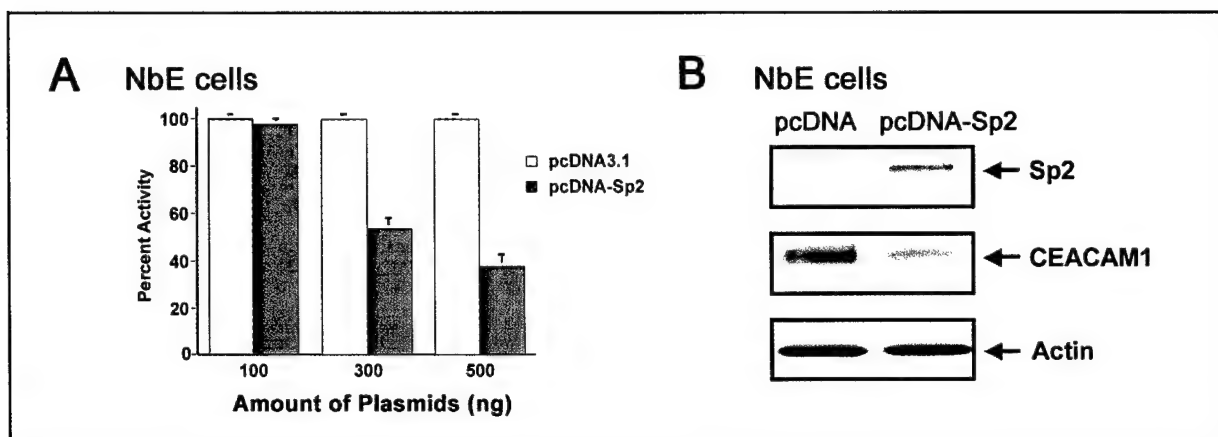 A NbE cells
Percent Activity
100
80
60
40
20
0
100 300 500
Amount of Plasmids (ng)
pcDNA3.1
pcDNA-Sp2
B NbE cells
pcDNA pcDNA-Sp2
Sp2
CEACAM1
Actin